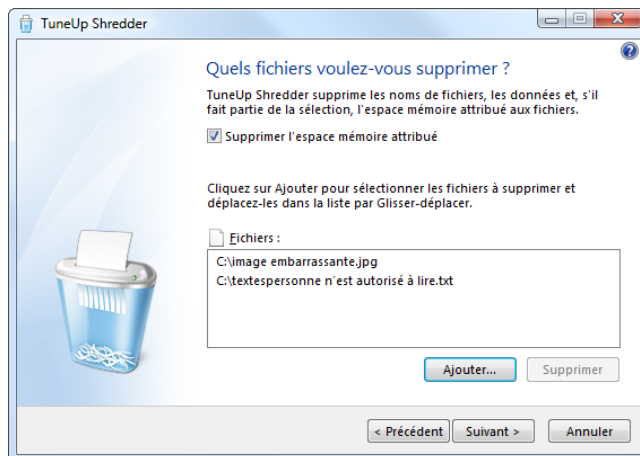 TuneUp Shredder
Quels fichiers voulez-vous supprimer ?
TuneUp Shredder supprime les noms de fichiers, les données et, s'il
fait partie de la sélection, l'espace mémoire attribué aux fichiers.
Supprimer l'espace mémoire attribué
Cliquez sur Ajouter pour sélectionner les fichiers à supprimer et
déplacez-les dans la liste par Glisser-déplacer.
Fichiers :
C:\image embarrassante.jpg
C:\textespersonne n´est autorisé à lire.txt
Ajouter...
Supprimer
< Précédent
Suivant >
Annuler